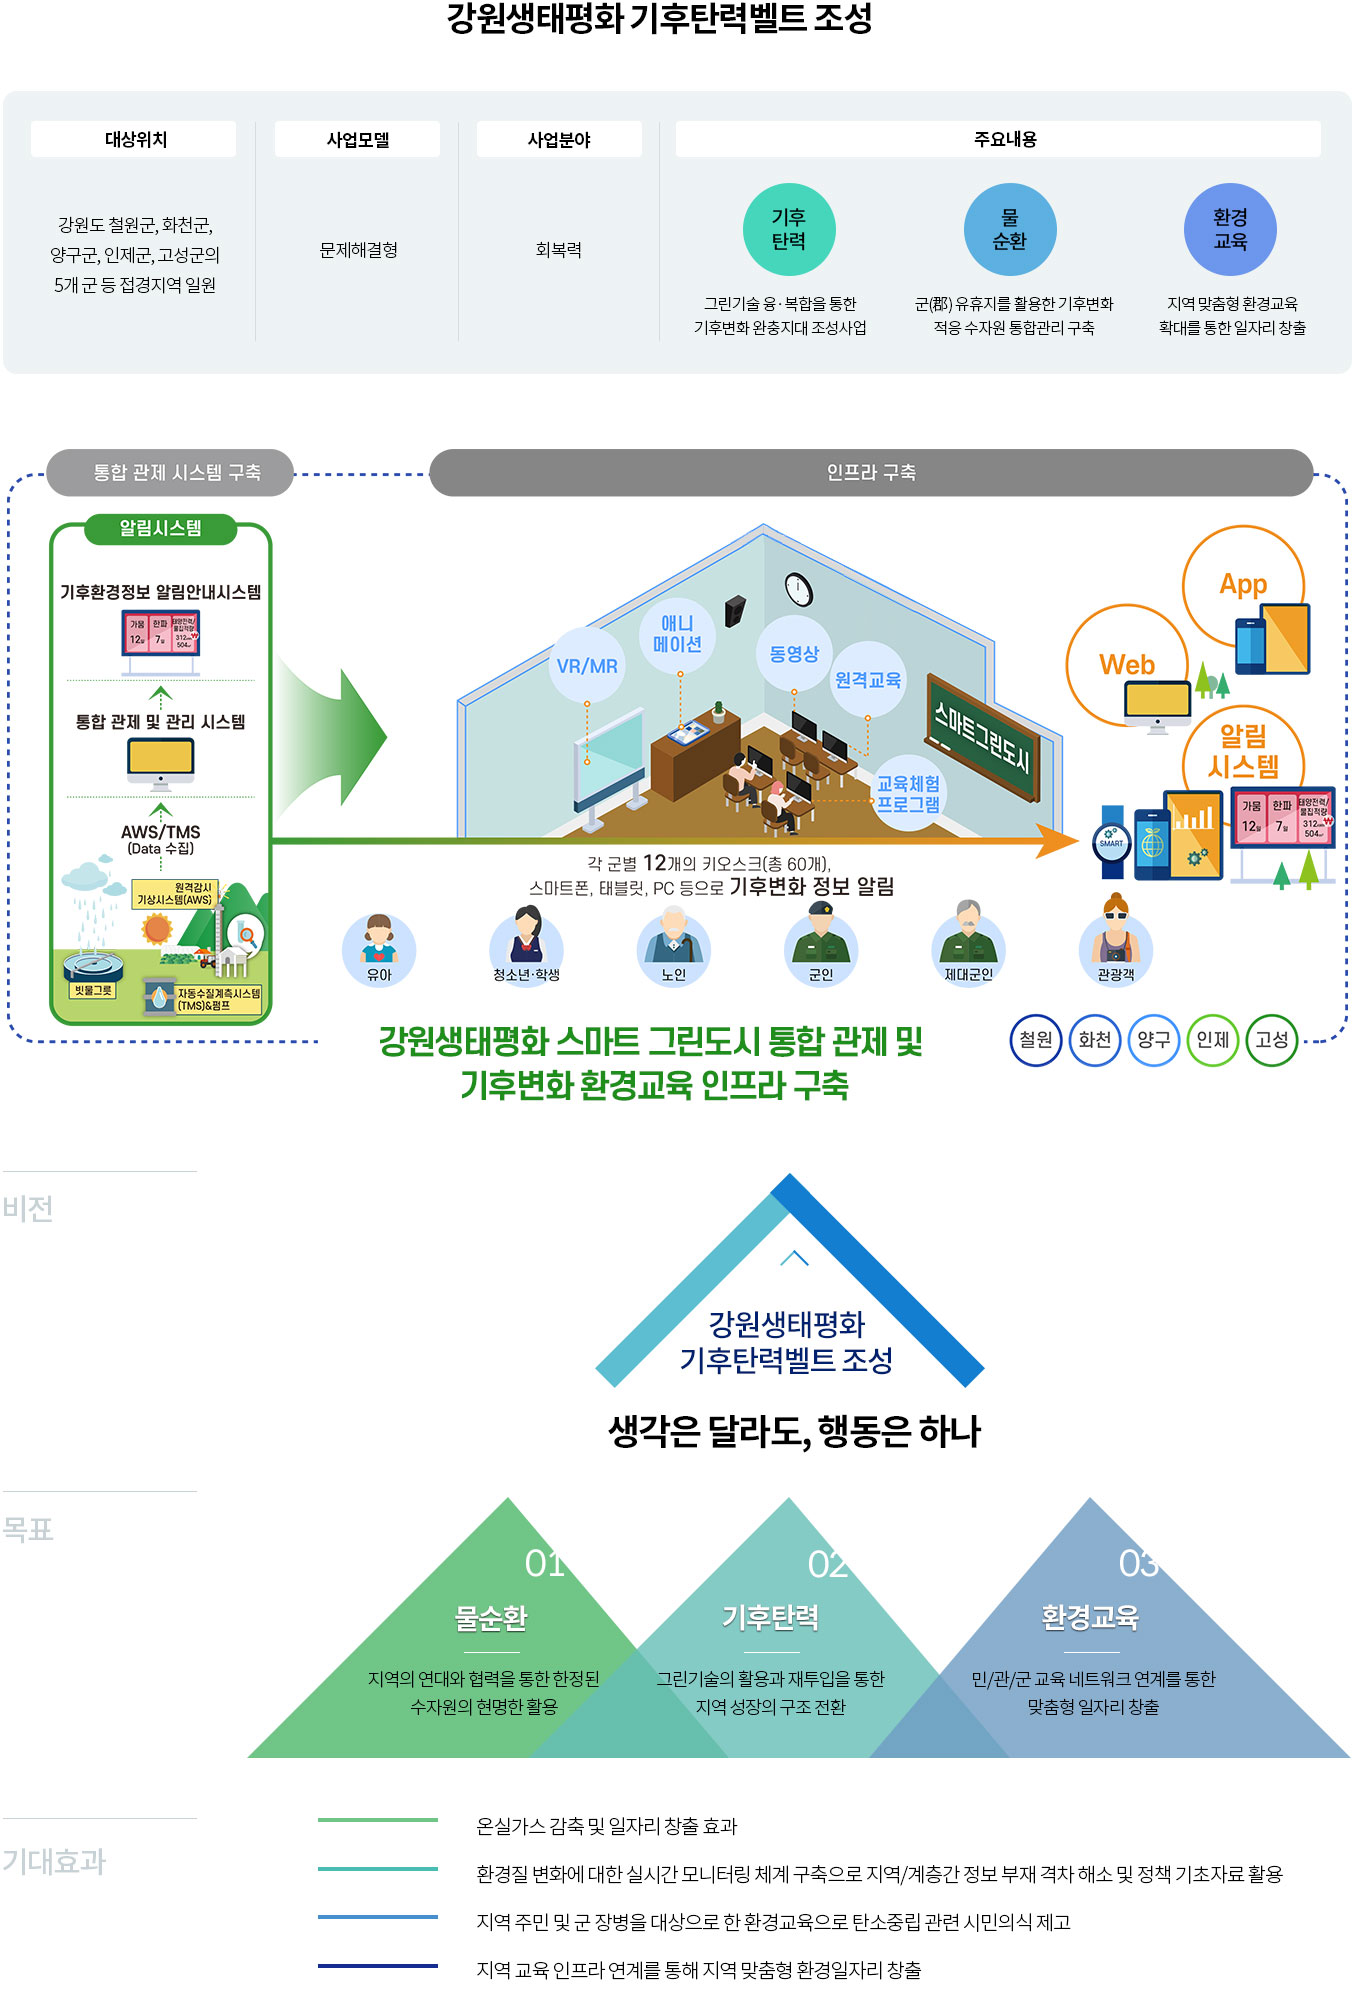 강원생태평화 기후탄력벨트 조성
대상위치
강원도 철원군, 화천군,
양구군, 인제군, 고성군의
5개 군 등 접경지역 일원
사업모델
문제해결형
사업분야
회복력
주요내용
기후
탄력
그린기술 융·복합을 통한
기후변화 완충지대 조성사업
물
순환
군(郡) 유휴지를 활용한 기후변화
적응 수자원 통합관리 구축
환경
교육
지역 맞춤형 환경교육
확대를 통한 일자리 창출
통합 관제 시스템 구축
인프라 구축
알림시스템
기후환경정보 알림안내시스템
가뭄
12일
한파
7일
태양전력/
물집적량
312
504
통합 관제 및 관리 시스템
AWS/TMS
(Data 수집)
원격감시
기상시스템(AWS)
빗물그릇
자동수질계측시스템
(TMS)&펌프
VR/MR
애니
메이션
동영상
원격교육
스마트그린도시
교육체험
프로그램
App
Web
알림
시스템
SMART
가뭄
12일
한파
7일
태양전력/
물집적량
312
504
각 군별 12개의 키오스크(총 60개),
스마트폰, 태블릿, PC 등으로 기후변화 정보 알림
유아
청소년·학생
노인
군인
제대군인
관광객
강원생태평화 스마트 그린도시 통합 관제 및
기후변화 환경교육 인프라 구축
철원
화천
양구
인제
고성
비전
강원생태평화
기후탄력벨트 조성
생각은 달라도, 행동은 하나
목표
01
물순환
지역의 연대와 협력을 통한 한정된
수자원의 현명한 활용
02
기후탄력
그린기술의 활용과 재투입을 통한
지역 성장의 구조 전환
03
환경교육
민/관/군 교육 네트워크 연계를 통한
맞춤형 일자리 창출
기대효과
온실가스 감축 및 일자리 창출 효과
환경질 변화에 대한 실시간 모니터링 체계 구축으로 지역/계층간 정보 부재 격차 해소 및 정책 기초자료 활용
지역 주민 및 군 장병을 대상으로 한 환경교육으로 탄소중립 관련 시민의식 제고
지역 교육 인프라 연계를 통해 지역 맞춤형 환경일자리 창출